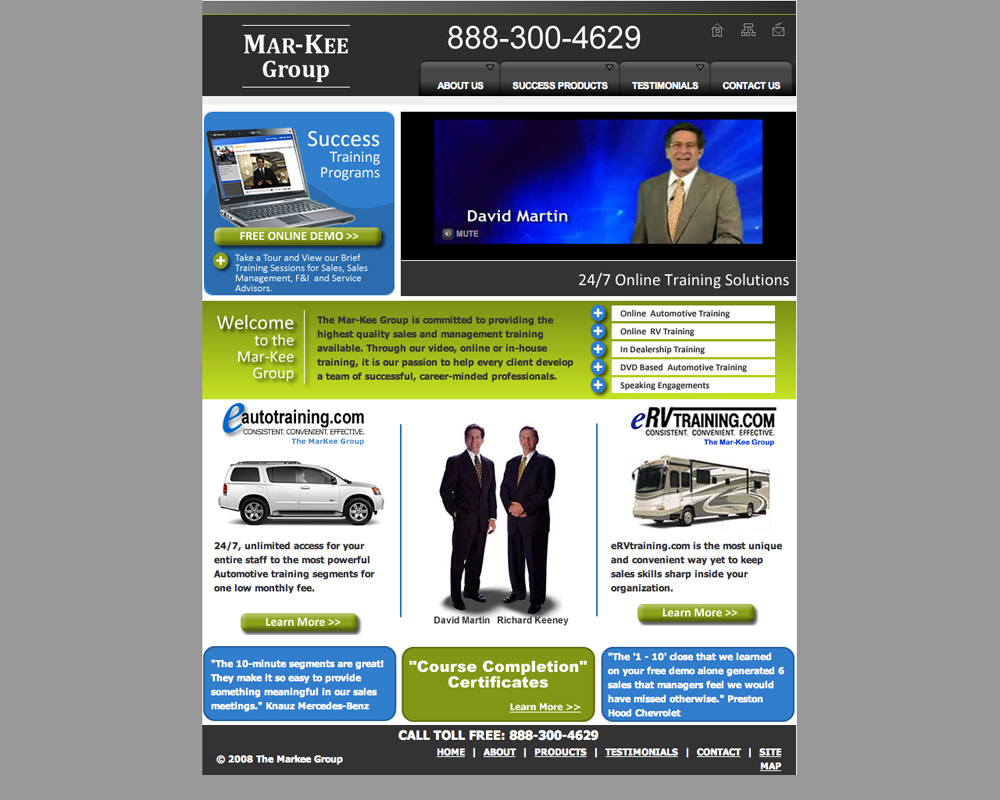 MAR-KEE
Group
888-300-4629
ABOUT US
SUCCESS PRODUCTS
TESTIMONIALS
CONTACT US
Success
Training
Programs
FREE ONLINE DEMO >>
Take a Tour and View our Brief
Training Sessions for Sales, Sales
Management, F&I and Service
Advisors.
David Martin
MUTE
24/7 Online Training Solutions
Welcome
to the
Mar-Kee
Group
The Mar-Kee Group is committed to providing the
highest quality sales and management training
available. Through our video, online or in-house
training, it is our passion to help every client develop
a team of successful, career-minded professionals.
Online Automotive Training
Online RV Training
In Dealership Training
DVD Based Automotive Training
Speaking Engagements
eautotraining.com
CONSISTENT. CONVENIENT. EFFECTIVE.
The MarKee Group
24/7, unlimited access for your
entire staff to the most powerful
Automotive training segments for
one low monthly fee.
Learn More >>
David Martin Richard Keeney
eRVTRAINING.COM
CONSISTENT. CONVENIENT. EFFECTIVE.
The Mar-Kee Group
eRVtraining.com is the most unique
and convenient way yet to keep
sales skills sharp inside your
organization.
Learn More >>
"The 10-minute segments are great!
They make it so easy to provide
something meaningful in our sales
meetings." Knauz Mercedes-Benz
"Course Completion"
Certificates
Learn More >>
"The '1 - 10' close that we learned
on your free demo alone generated 6
sales that managers feel we would
have missed otherwise." Preston
Hood Chevrolet
CALL TOLL FREE: 888-300-4629
HOME | ABOUT | PRODUCTS | TESTIMONIALS | CONTACT | SITE
MAP
© 2008 The Markee Group